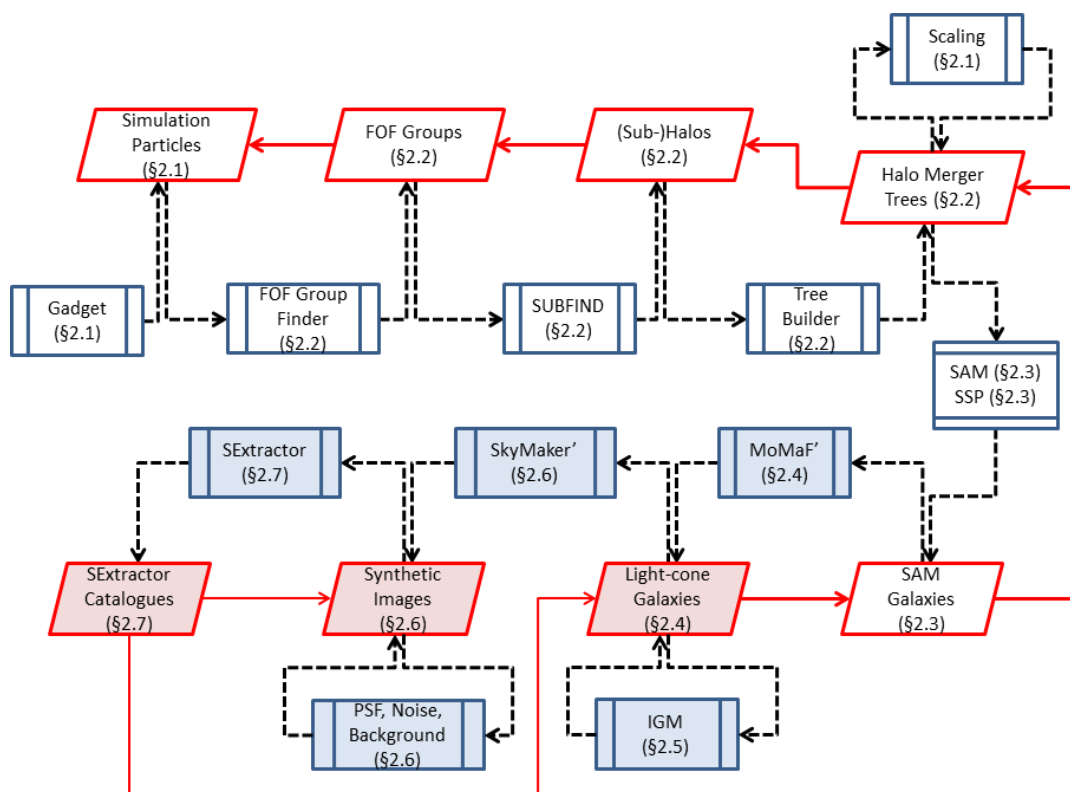 Scaling
(§2.1)
Simulation
Particles
(§2.1)
FOF Groups
(§2.2)
(Sub-)Halos
(§2.2)
Halo Merger
Trees (§2.2)
Gadget
(§2.1)
FOF Group
Finder
(§2.2)
SUBFIND
(§2.2)
Tree
Builder
(§2.2)
SAM (§2.3)
SSP (§2.3)
SExtractor
(§2.7)
SkyMaker’
(§2.6)
MoMaF’
(§2.4)
SExtractor
Catalogues
(§2.7)
Synthetic
Images
(§2.6)
Light-cone
Galaxies
(§2.4)
SAM
Galaxies
(§2.3)
PSF, Noise,
Background
(§2.6)
IGM
(§2.5)